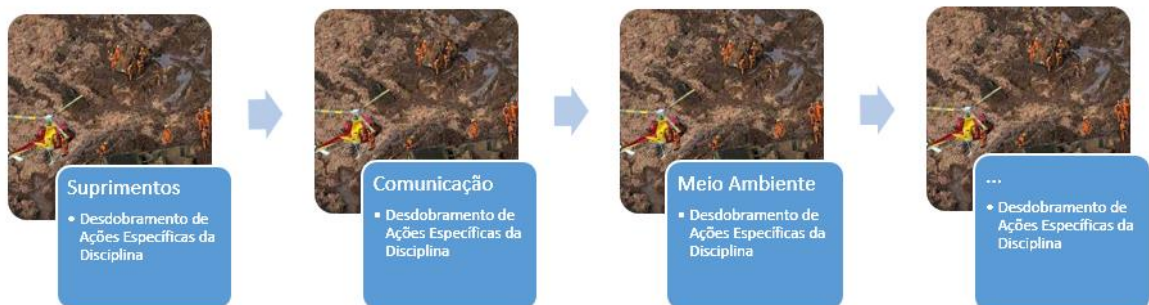 Suprimentos
• Desdobramento de
Ações Específicas da
Disciplina
Comunicação
▪ Desdobramento de
Ações Específicas da
Disciplina
Meio Ambiente
▪ Desdobramento de
Ações Específicas da
Disciplina
...
• Desdobramento de
Ações Específicas da
Disciplina